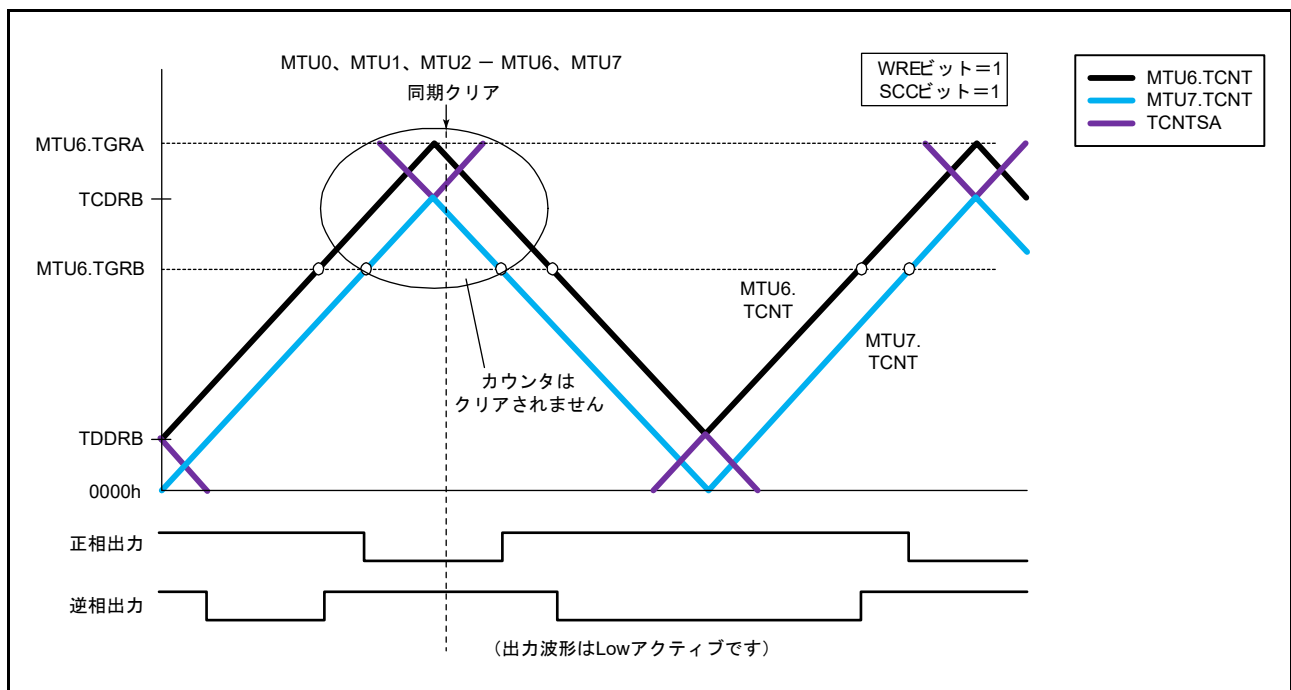 MTU0、MTU1、MTU2 － MTU6、MTU7
同期クリア
WREビット＝1
SCCビット＝1
MTU6.TCNT
MTU7.TCNT
TCNTSA
MTU6.TGRA
TCDRB
MTU6.TGRB
MTU6.
TCNT
MTU7.
TCNT
カウンタは
クリアされません
TDDRB
0000h
正相出力
逆相出力
（出力波形はLowアクティブです）